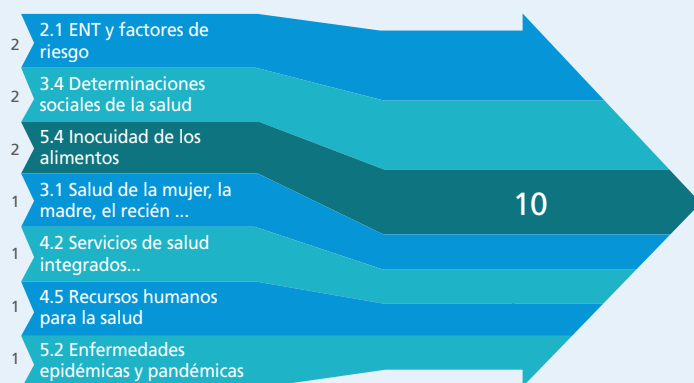 2
2.1 ENT y factores de
riesgo
2
3.4 Determinaciones
sociales de la salud
2
5.4 Inocuidad de los
alimentos
1
3.1 Salud de la mujer, la
madre, el recién ...
1
4.2 Servicios de salud
integrados...
1
4.5 Recursos humanos
para la salud
1
5.2 Enfermedades
epidémicas y pandémicas
10